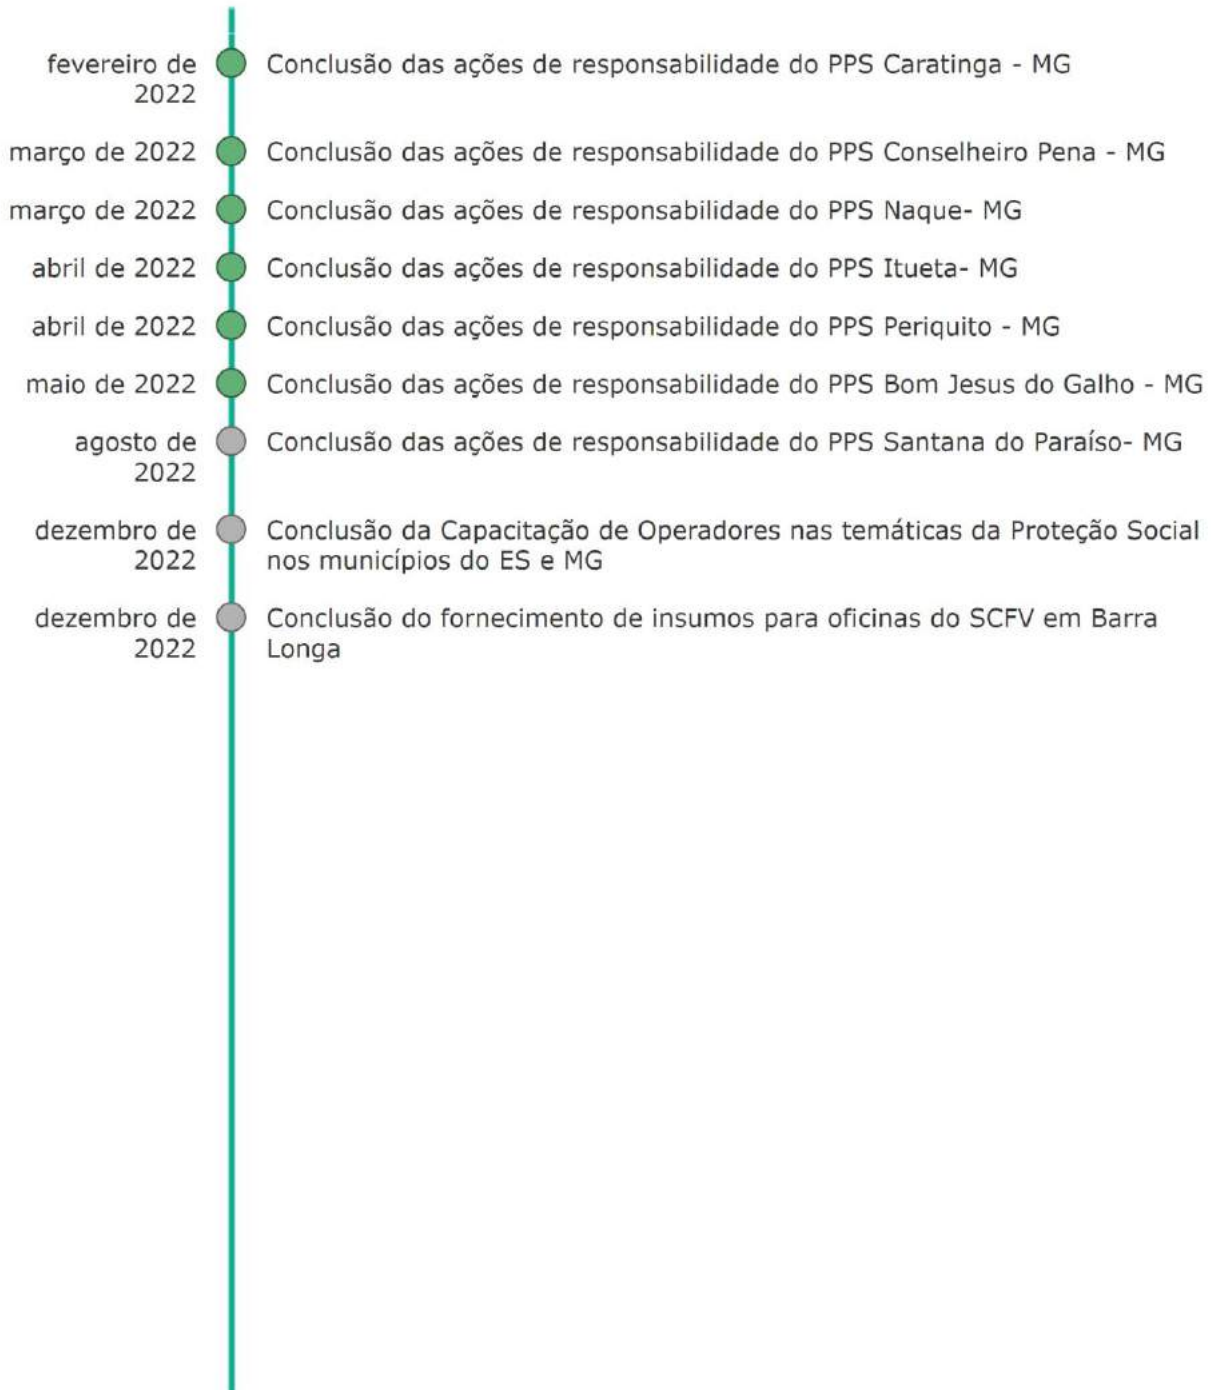 fevereiro de Conclusão das ações de responsabilidade do PPS Caratinga - MG
2022
março de 2022 Conclusão das ações de responsabilidade do PPS Conselheiro Pena - MG
março de 2022 Conclusão das ações de responsabilidade do PPS Naque- MG
abril de 2022 Conclusão das ações de responsabilidade do PPS Itueta- MG
abril de 2022 Conclusão das ações de responsabilidade do PPS Periquito - MG
maio de 2022 Conclusão das ações de responsabilidade do PPS Bom Jesus do Galho - MG
agosto de Conclusão das ações de responsabilidade do PPS Santana do Paraíso- MG
2022
dezembro de Conclusão da Capacitação de Operadores nas temáticas da Proteção Social
2022 nos municípios do ES e MG
dezembro de Conclusão do fornecimento de insumos para oficinas do SCFV em Barra
2022 Longa